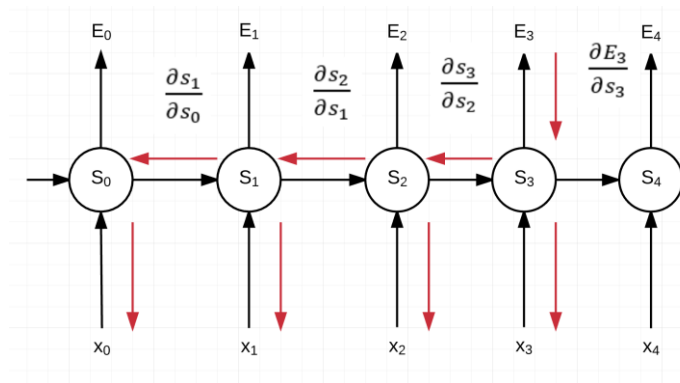 E₀ E₁ E₂ E₃ E₄
∂s₁/∂s₀ ∂s₂/∂s₁ ∂s₃/∂s₂ ∂E₃/∂s₃
S₀ S₁ S₂ S₃ S₄
x₀ x₁ x₂ x₃ x₄